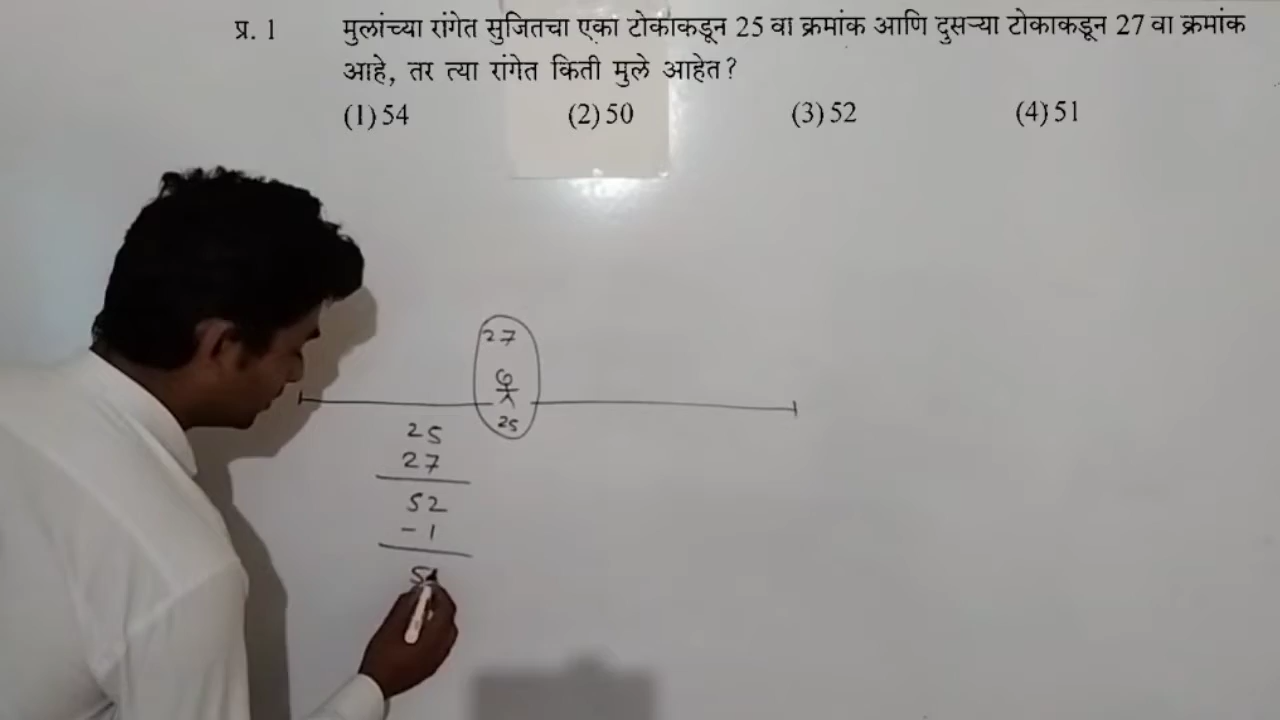 प्र. 1 मुलांच्या रांगेत सुजितचा एका टोकाकडून 25 वा क्रमांक आणि दुसऱ्या टोकाकडून 27 वा क्रमांक
आहे, तर त्या रांगेत किती मुले आहेत ?
(1) 54 (2) 50 (3) 52 (4) 51
27
25
25
27
52
- 1
51